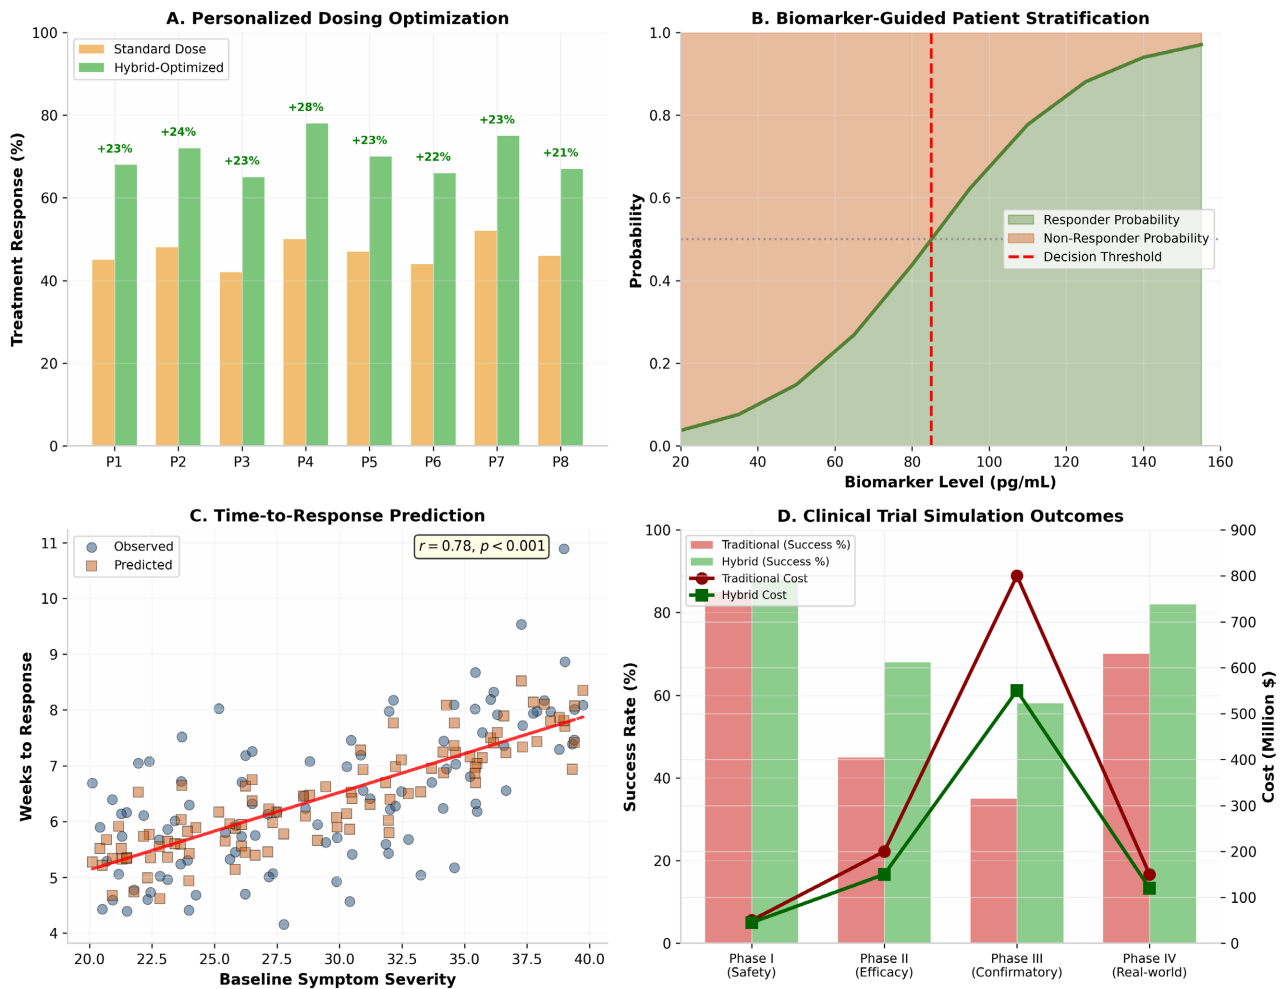 A. Personalized Dosing Optimization
Standard Dose
Hybrid-Optimized
+23%
+24%
+23%
+28%
+23%
+22%
+23%
+21%
Treatment Response (%)
100
80
60
40
20
0
P1 P2 P3 P4 P5 P6 P7 P8
B. Biomarker-Guided Patient Stratification
Probability
1.0
0.8
0.6
0.4
0.2
0.0
Responder Probability
Non-Responder Probability
Decision Threshold
20 40 60 80 100 120 140 160
Biomarker Level (pg/mL)
C. Time-to-Response Prediction
Observed
Predicted
r = 0.78, p < 0.001
Weeks to Response
11
10
9
8
7
6
5
4
20.0 22.5 25.0 27.5 30.0 32.5 35.0 37.5 40.0
Baseline Symptom Severity
D. Clinical Trial Simulation Outcomes
Traditional (Success %)
Hybrid (Success %)
Traditional Cost
Hybrid Cost
Success Rate (%)
100
80
60
40
20
0
900
800
700
600
500
400
300
200
100
0
Cost (Million $)
Phase I Phase II Phase III Phase IV
(Safety) (Efficacy) (Confirmatory) (Real-world)